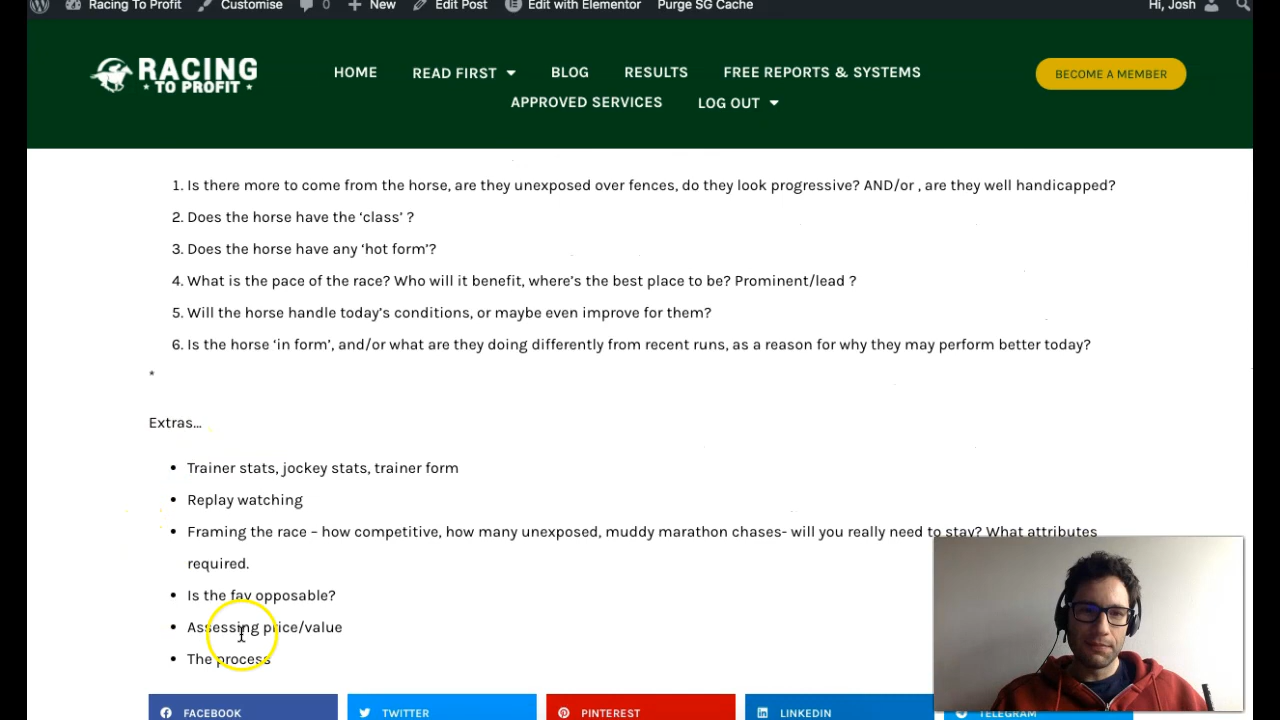 Racing To Profit Customise 0 New Edit Post Edit with Elementor Purge SG Cache Hi, Josh
RACING
TO PROFIT
HOME READ FIRST BLOG RESULTS FREE REPORTS & SYSTEMS
APPROVED SERVICES LOG OUT
BECOME A MEMBER
1. Is there more to come from the horse, are they unexposed over fences, do they look progressive? AND/or , are they well handicapped?
2. Does the horse have the ‘class’ ?
3. Does the horse have any ‘hot form’?
4. What is the pace of the race? Who will it benefit, where’s the best place to be? Prominent/lead ?
5. Will the horse handle today’s conditions, or maybe even improve for them?
6. Is the horse ‘in form’, and/or what are they doing differently from recent runs, as a reason for why they may perform better today?
*
Extras…
• Trainer stats, jockey stats, trainer form
• Replay watching
• Framing the race – how competitive, how many unexposed, muddy marathon chases- will you really need to stay? What attributes
required.
• Is the fav opposable?
• Assessing price/value
• The process
FACEBOOK TWITTER PINTEREST LINKEDIN TELEGRAM